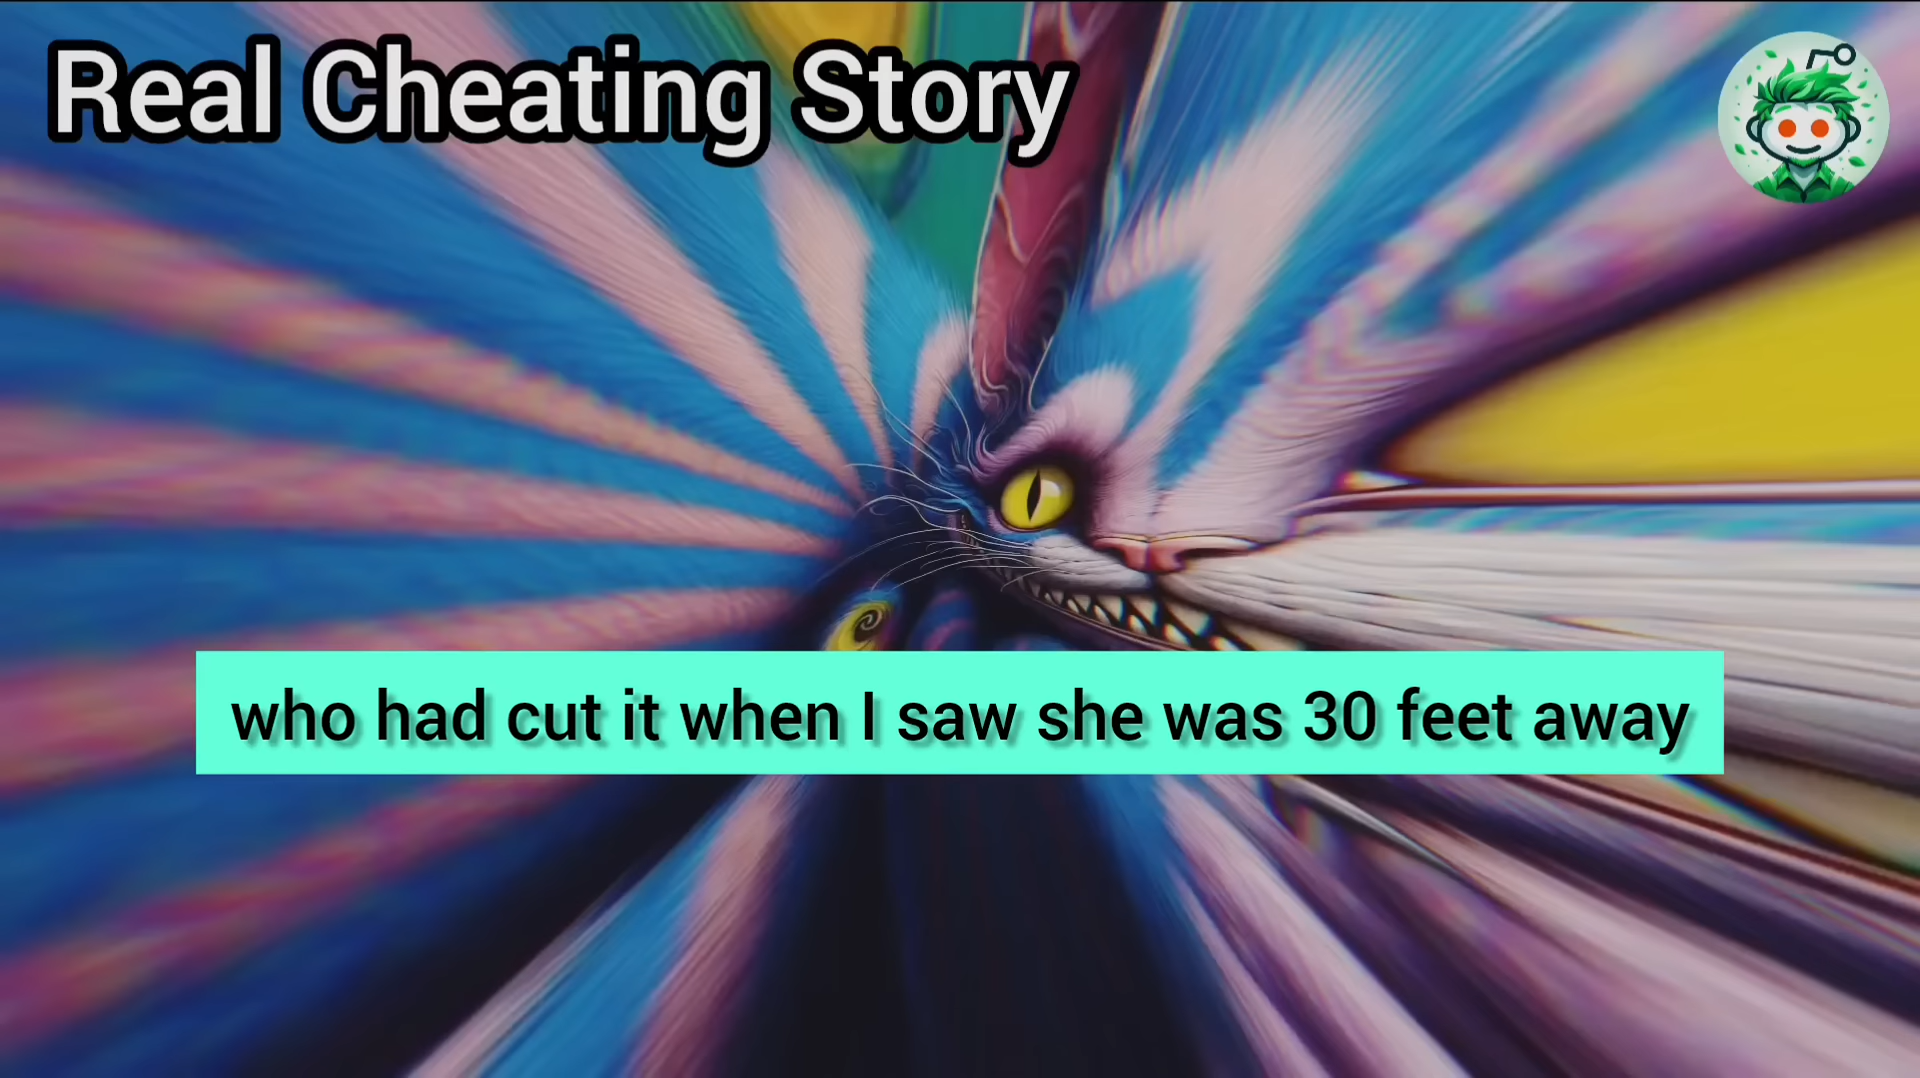 Real Cheating Story
who had cut it when I saw she was 30 feet away